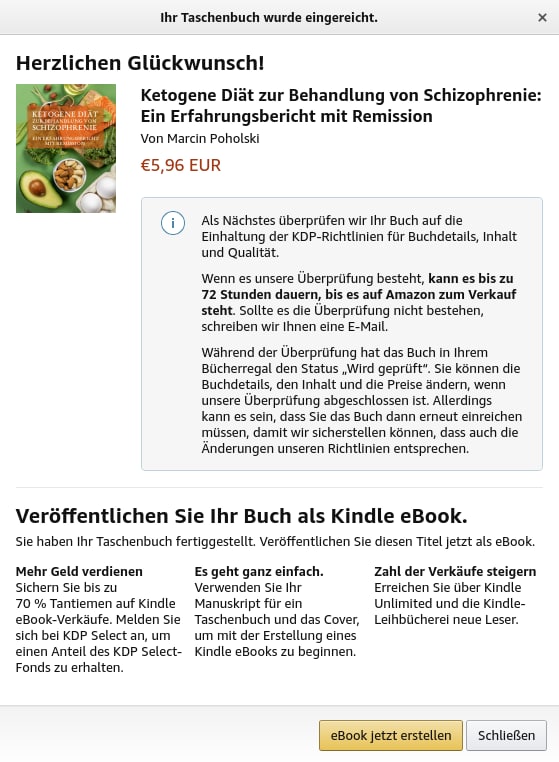 Ihr Taschenbuch wurde eingereicht.
Herzlichen Glückwunsch!
KETOGENE DIÄT
ZUR BEHANDLUNG VON
SCHIZOPHRENIE
EIN ERFAHRUNGSBERICHT
MIT REMISSION
Ketogene Diät zur Behandlung von Schizophrenie:
Ein Erfahrungsbericht mit Remission
Von Marcin Poholski
€5,96 EUR
Als Nächstes überprüfen wir Ihr Buch auf die
Einhaltung der KDP-Richtlinien für Buchdetails, Inhalt
und Qualität.
Wenn es unsere Überprüfung besteht, kann es bis zu
72 Stunden dauern, bis es auf Amazon zum Verkauf
steht. Sollte es die Überprüfung nicht bestehen,
schreiben wir Ihnen eine E-Mail.
Während der Überprüfung hat das Buch in Ihrem
Bücherregal den Status „Wird geprüft“. Sie können die
Buchdetails, den Inhalt und die Preise ändern, wenn
unsere Überprüfung abgeschlossen ist. Allerdings
kann es sein, dass Sie das Buch dann erneut einreichen
müssen, damit wir sicherstellen können, dass auch die
Änderungen unseren Richtlinien entsprechen.
Veröffentlichen Sie Ihr Buch als Kindle eBook.
Sie haben Ihr Taschenbuch fertiggestellt. Veröffentlichen Sie diesen Titel jetzt als eBook.
Mehr Geld verdienen
Sichern Sie bis zu
70 % Tantiemen auf Kindle
eBook-Verkäufe. Melden Sie
sich bei KDP Select an, um
einen Anteil des KDP Select-
Fonds zu erhalten.
Es geht ganz einfach.
Verwenden Sie Ihr
Manuskript für ein
Taschenbuch und das Cover,
um mit der Erstellung eines
Kindle eBooks zu beginnen.
Zahl der Verkäufe steigern
Erreichen Sie über Kindle
Unlimited und die Kindle-
Leihbücherei neue Leser.
eBook jetzt erstellen
Schließen